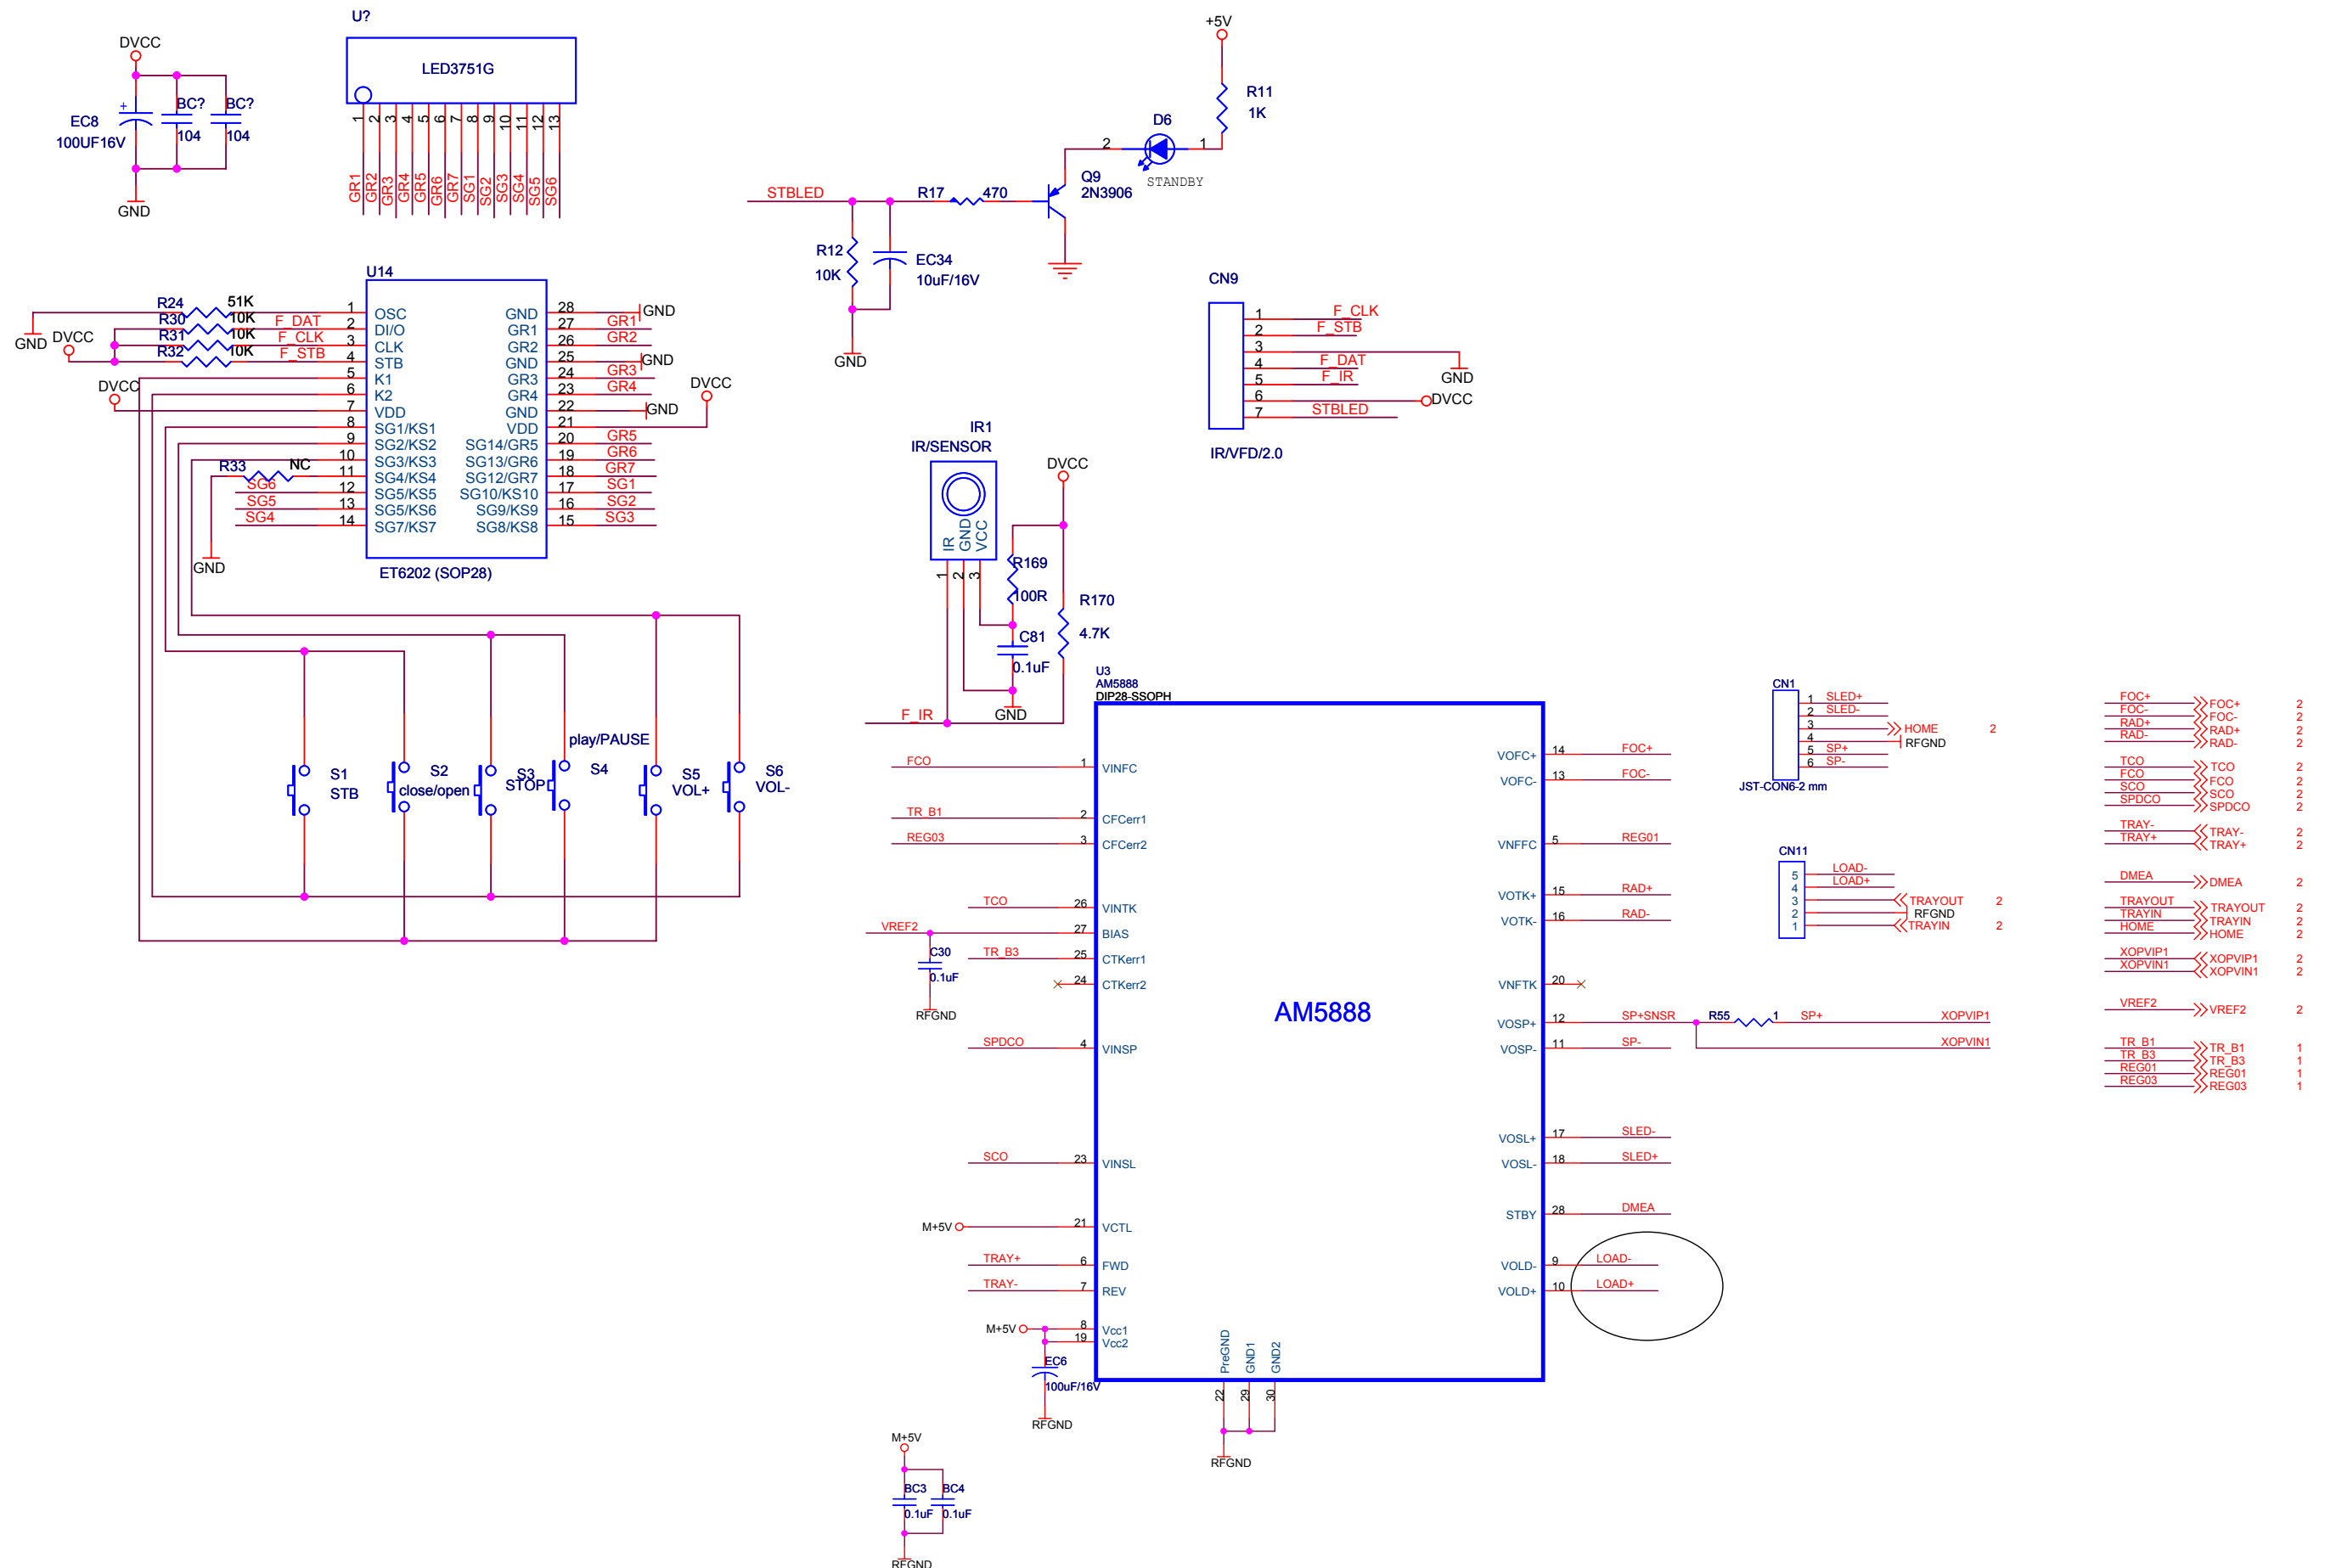 U?
LED3751G
1 2 3 4 5 6 7 8 9 10 11 12 13
GR1 GR2 GR3 GR4 GR5 GR6 GR7 SG1 SG2 SG3 SG4 SG5 SG6
DVCC
+
EC8
100UF16V
BC?
104
BC?
104
GND
+5V
R11
1K
D6
2 1
STANDBY
Q9
2N3906
STBLED
R17 470
R12
10K
EC34
10uF/16V
GND
U14
R24 51K
R30 10K
R31 10K
R32 10K
GND
DVCC
DVCC
F_DAT
F_CLK
F_STB
1 OSC
2 DI/O
3 CLK
4 STB
5 K1
6 K2
7 VDD
8 SG1/KS1
9 SG2/KS2
10 SG3/KS3
11 SG4/KS4
12 SG5/KS5
13 SG5/KS6
14 SG7/KS7
R33 NC
SG6
SG5
SG4
GND
GND 28 GND
GR1 27 GR1
GR2 26 GR2
GND 25 GND
GR3 24 GR3
GR4 23 GR4
GND 22 GND
VDD 21 DVCC
SG14/GR5 20 GR5
SG13/GR6 19 GR6
SG12/GR7 18 GR7
SG10/KS10 17 SG1
SG9/KS9 16 SG2
SG8/KS8 15 SG3
ET6202 (SOP28)
CN9
1 F_CLK
2 F_STB
3 GND
4 F_DAT
5 F_IR
6 DVCC
7 STBLED
IR/VFD/2.0
IR1
IR/SENSOR
IR GND VCC
1 2 3
DVCC
R169
100R
R170
4.7K
C81
0.1uF
GND
F_IR
S1
STB
S2
close/open
S3
STOP
play/PAUSE
S4
S5
VOL+
S6
VOL-
U3
AM5888
DIP28-SSOPH
AM5888
FCO 1 VINFC
TR_B1 2 CFCerr1
REG03 3 CFCerr2
TCO 26 VINTK
VREF2 27 BIAS
C30
0.1uF
RFGND
TR_B3 25 CTKerr1
24 CTKerr2
SPDCO 4 VINSP
SCO 23 VINSL
M+5V 21 VCTL
TRAY+ 6 FWD
TRAY- 7 REV
M+5V 8 Vcc1
19 Vcc2
EC6
100uF/16V
RFGND
VOFC+ 14 FOC+
VOFC- 13 FOC-
VNFFC 5 REG01
VOTK+ 15 RAD+
VOTK- 16 RAD-
VNFTK 20
VOSP+ 12 SP+SNSR R55 1 SP+ XOPVIP1
VOSP- 11 SP- XOPVIN1
VOSL+ 17 SLED-
VOSL- 18 SLED+
STBY 28 DMEA
VOLD- 9 LOAD-
VOLD+ 10 LOAD+
PreGND GND1 GND2
22 29 30
RFGND
M+5V
BC3
0.1uF
BC4
0.1uF
RFGND
CN1
1 SLED+
2 SLED-
3 HOME 2
4 RFGND
5 SP+
6 SP-
JST-CON6-2 mm
CN11
5 LOAD-
4 LOAD+
3 TRAYOUT 2
2 RFGND
1 TRAYIN 2
FOC+ FOC+ 2
FOC- FOC- 2
RAD+ RAD+ 2
RAD- RAD- 2
TCO TCO 2
FCO FCO 2
SCO SCO 2
SPDCO SPDCO 2
TRAY- TRAY- 2
TRAY+ TRAY+ 2
DMEA DMEA 2
TRAYOUT TRAYOUT 2
TRAYIN TRAYIN 2
HOME HOME 2
XOPVIP1 XOPVIP1 2
XOPVIN1 XOPVIN1 2
VREF2 VREF2 2
TR_B1 TR_B1 1
TR_B3 TR_B3 1
REG01 REG01 1
REG03 REG03 1